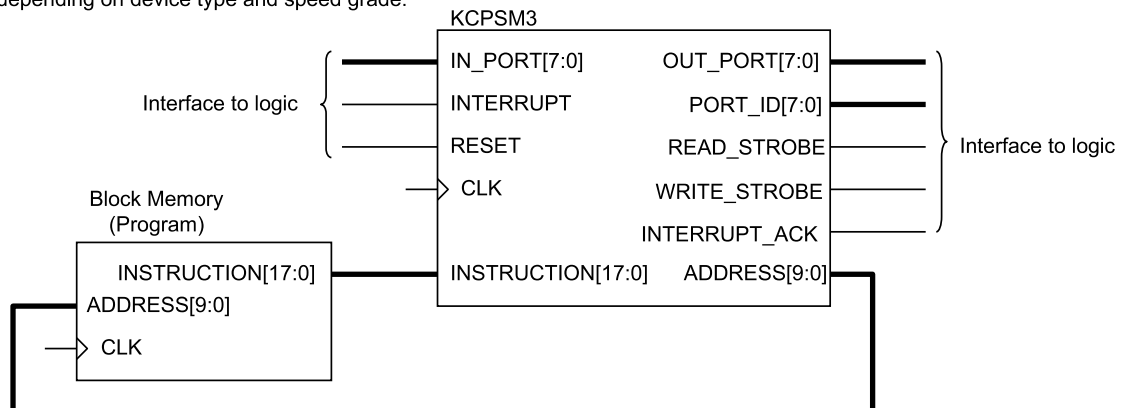 depending on device type and speed grade.
KCPSM3
IN_PORT[7:0]
OUT_PORT[7:0]
Interface to logic
INTERRUPT
PORT_ID[7:0]
RESET
READ_STROBE
Interface to logic
CLK
WRITE_STROBE
Block Memory
(Program)
INTERRUPT_ACK
INSTRUCTION[17:0]
INSTRUCTION[17:0]
ADDRESS[9:0]
ADDRESS[9:0]
CLK